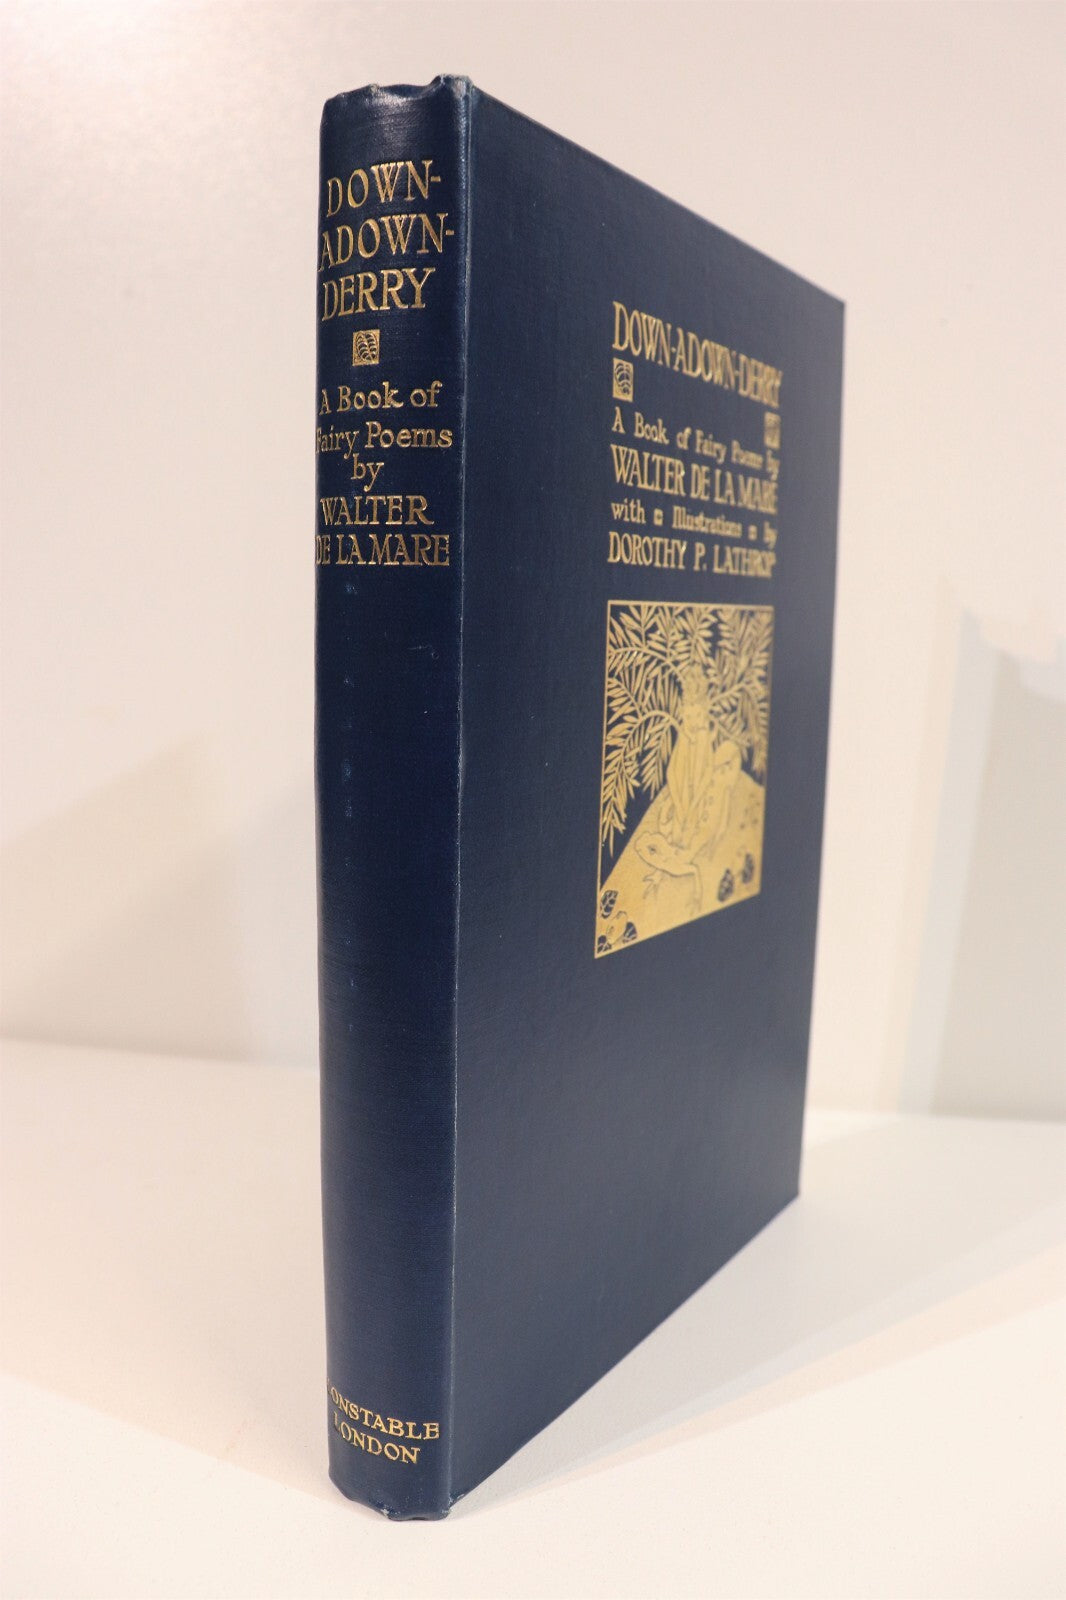 DOWN-
ADOWN-
DERRY
A Book of
Fairy Poems
by
WALTER
DE LA MARE
CONSTABLE
LONDON
DOWN-ADOWN-DERRY
A Book of Fairy Poems by
WALTER DE LA MARE
with Illustrations by
DOROTHY P. LATHROP